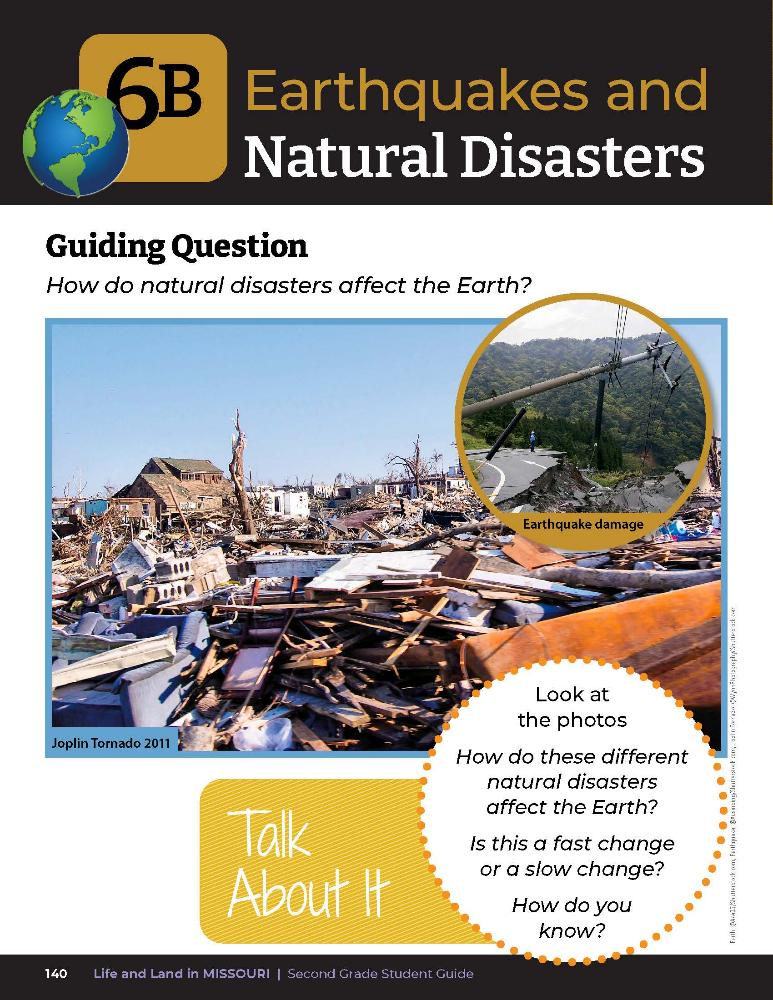 6B
Earthquakes and
Natural Disasters
Guiding Question
How do natural disasters affect the Earth?
Earthquake damage
Joplin Tornado 2011
Look at
the photos
How do these different
natural disasters
affect the Earth?
Is this a fast change
or a slow change?
How do you
know?
Talk
About It
140 Life and Land in MISSOURI | Second Grade Student Guide